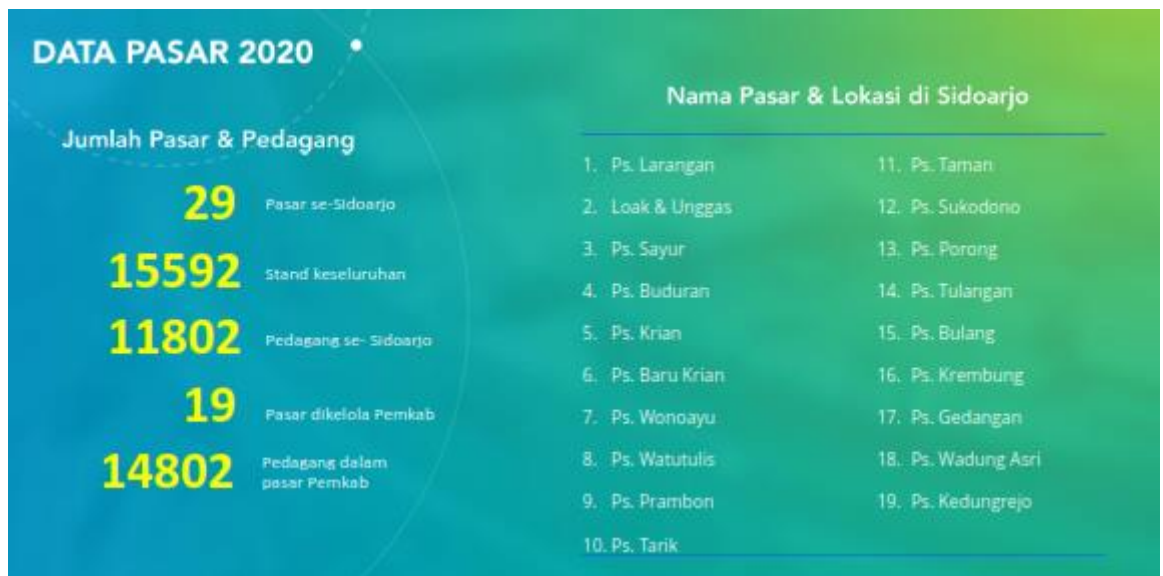 DATA PASAR 2020
Jumlah Pasar & Pedagang
29 Pasar se-Sidoarjo
15592 Stand keseluruhan
11802 Pedagang se- Sidoarjo
19 Pasar dikelola Pemkab
14802 Pedagang dalam
pasar Pemkab
Nama Pasar & Lokasi di Sidoarjo
1. Ps. Larangan
2. Loak & Unggas
3. Ps. Sayur
4. Ps. Buduran
5. Ps. Krian
6. Ps. Baru Krian
7. Ps. Wonoayu
8. Ps. Watutulis
9. Ps. Prambon
10. Ps. Tarik
11. Ps. Taman
12. Ps. Sukodono
13. Ps. Porong
14. Ps. Tulangan
15. Ps. Bulang
16. Ps. Krembung
17. Ps. Gedangan
18. Ps. Wadung Asri
19. Ps. Kedungrejo